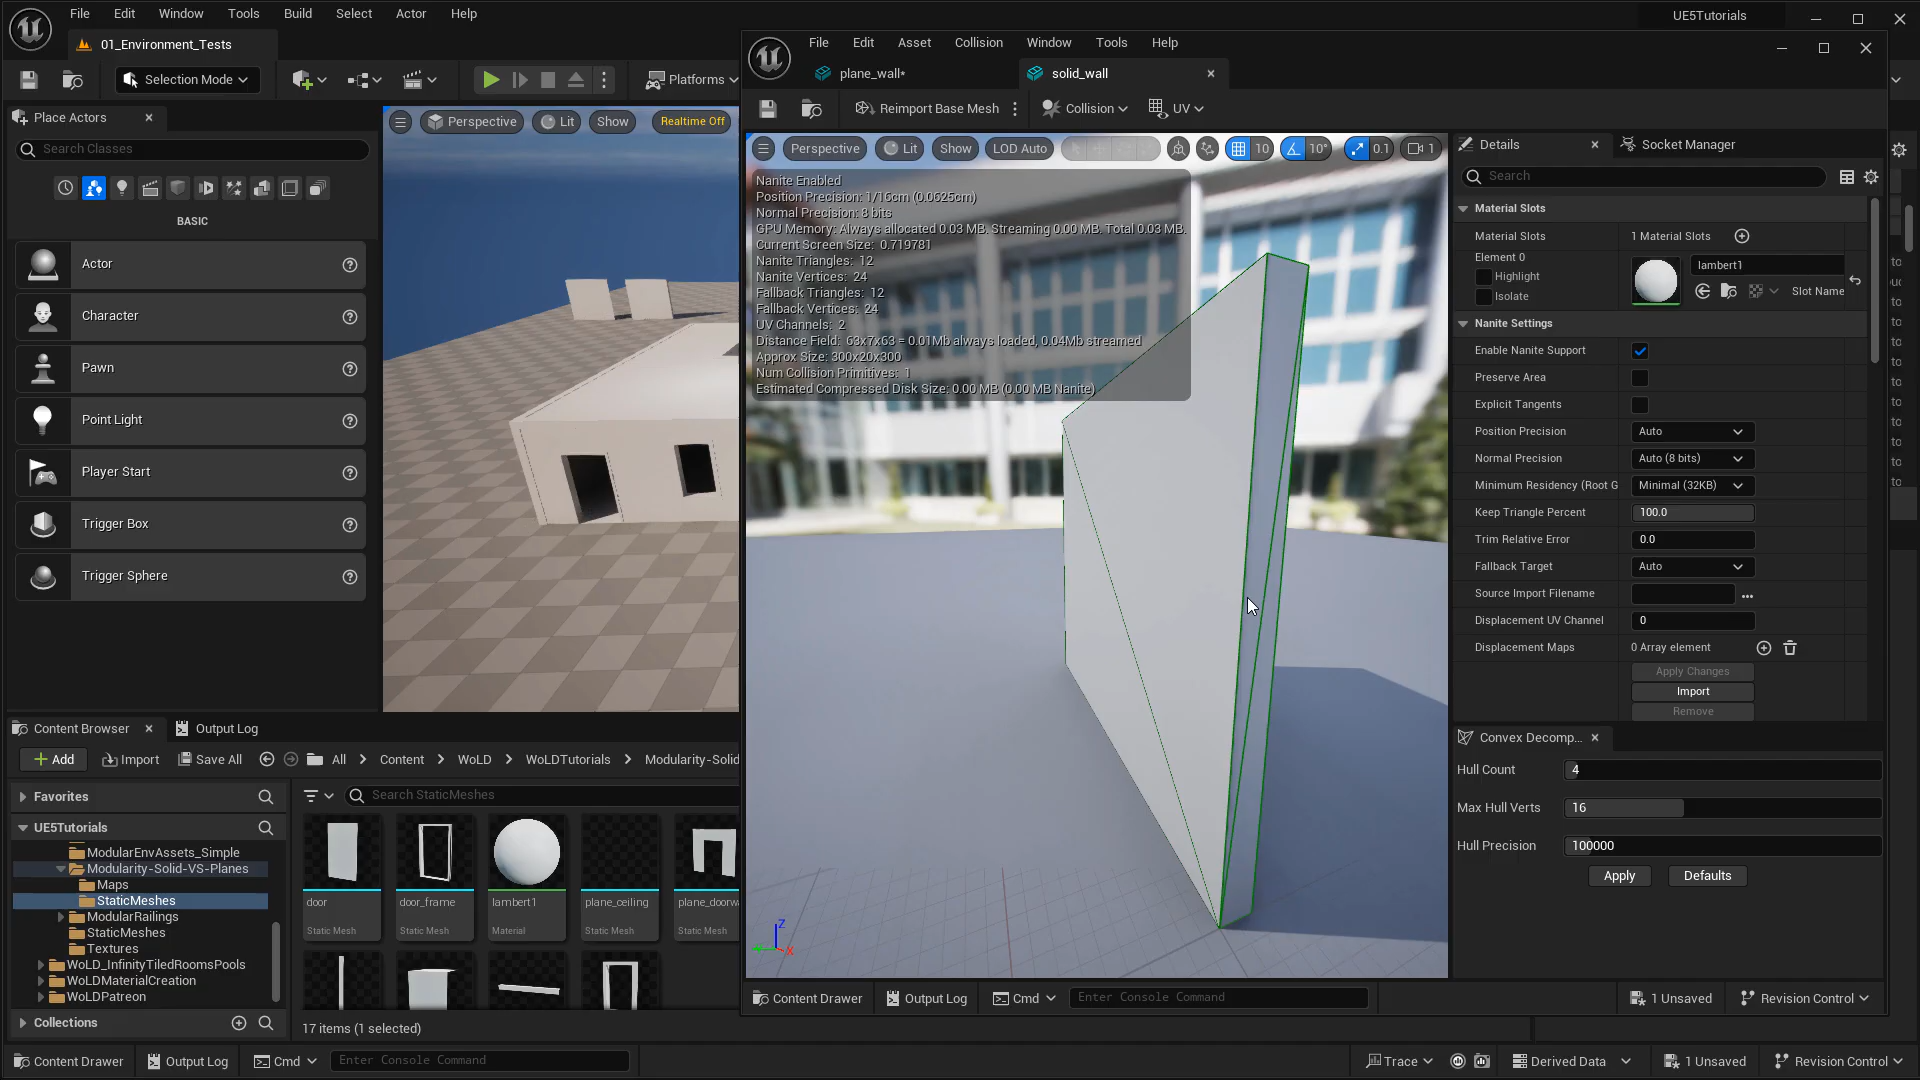 File Edit Window Tools Build Select Actor Help
UE5Tutorials
01_Environment_Tests
Selection Mode
Platforms
Place Actors
Search Classes
BASIC
Actor
Character
Pawn
Point Light
Player Start
Trigger Box
Trigger Sphere
Perspective Lit Show Realtime Off
File Edit Asset Collision Window Tools Help
plane_wall*
solid_wall
Reimport Base Mesh Collision UV
Perspective Lit Show LOD Auto 10 10° 0.1 1
Nanite Enabled
Position Precision: 1/16cm (0.0625cm)
Normal Precision: 8 bits
GPU Memory: Always allocated 0.03 MB. Streaming 0.00 MB. Total 0.03 MB.
Current Screen Size: 0.719781
Nanite Triangles: 12
Nanite Vertices: 24
Fallback Triangles: 12
Fallback Vertices: 24
UV Channels: 2
Distance Field: 63x7x63 = 0.01Mb always loaded, 0.04Mb streamed
Approx Size: 300x20x300
Num Collision Primitives: 1
Estimated Compressed Disk Size: 0.00 MB (0.00 MB Nanite)
Z
X
Details
Socket Manager
Search
Material Slots
Material Slots 1 Material Slots
Element 0
Highlight
Isolate
lambert1
Slot Name
Nanite Settings
Enable Nanite Support
Preserve Area
Explicit Tangents
Position Precision Auto
Normal Precision Auto (8 bits)
Minimum Residency (Root G Minimal (32KB)
Keep Triangle Percent 100.0
Trim Relative Error 0.0
Fallback Target Auto
Source Import Filename
Displacement UV Channel 0
Displacement Maps 0 Array element
Apply Changes
Import
Remove
Convex Decomp...
Hull Count 4
Max Hull Verts 16
Hull Precision 100000
Apply Defaults
Content Drawer Output Log Cmd Enter Console Command 1 Unsaved Revision Control
Content Browser
Output Log
Add Import Save All All Content WoLD WoLDTutorials Modularity-Solid
Favorites
UE5Tutorials
ModularEnvAssets_Simple
Modularity-Solid-VS-Planes
Maps
StaticMeshes
ModularRailings
StaticMeshes
Textures
WoLD_InfinityTiledRoomsPools
WoLDMaterialCreation
WoLDPatreon
Collections
Search StaticMeshes
door
Static Mesh
door_frame
Static Mesh
lambert1
Material
plane_ceiling
Static Mesh
plane_doorwa
Static Mesh
17 items (1 selected)
Content Drawer Output Log Cmd Enter Console Command Trace Derived Data 1 Unsaved Revision Control